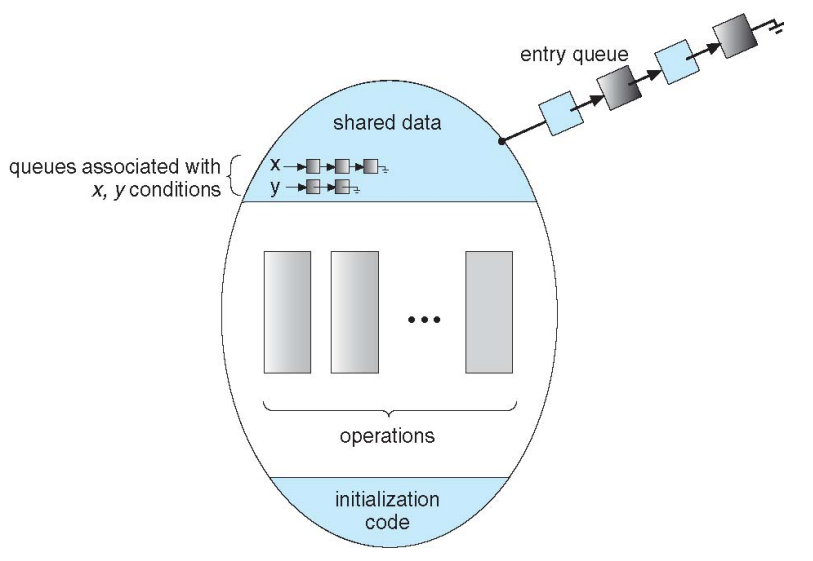 entry queue
shared data
queues associated with
x, y conditions
x
y
operations
initialization
code